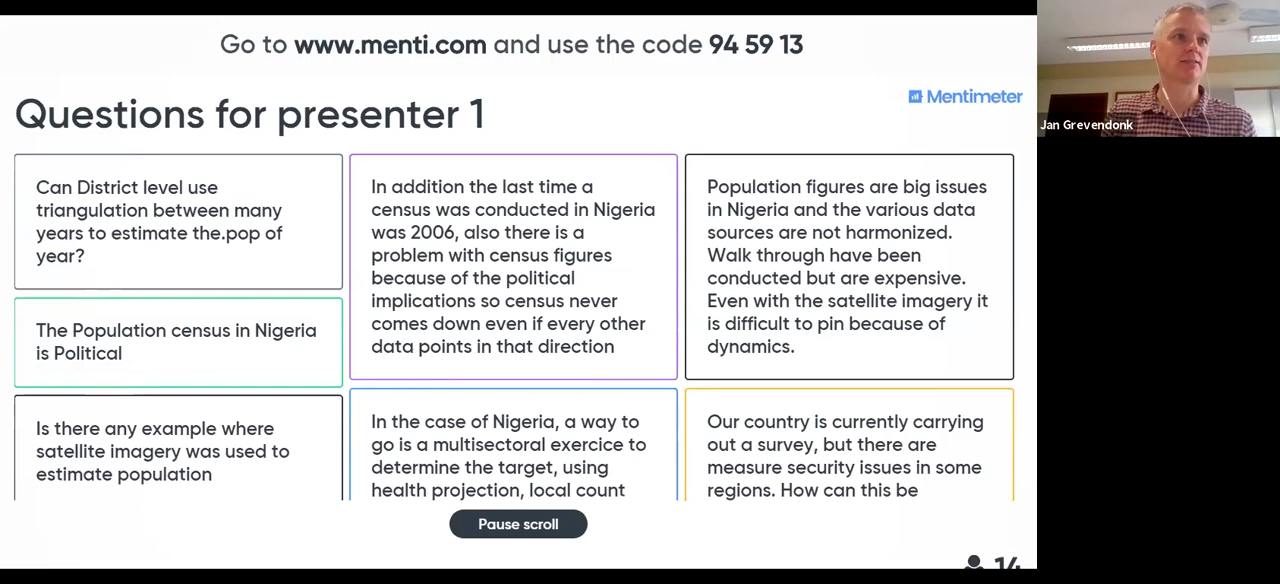 Go to www.menti.com and use the code 94 59 13
Questions for presenter 1
Mentimeter
Jan Grevendonk
Can District level use
triangulation between many
years to estimate the.pop of
year?
The Population census in Nigeria
is Political
Is there any example where
satellite imagery was used to
estimate population
In addition the last time a
census was conducted in Nigeria
was 2006, also there is a
problem with census figures
because of the political
implications so census never
comes down even if every other
data points in that direction
In the case of Nigeria, a way to
go is a multisectoral exercice to
determine the target, using
health projection, local count
Population figures are big issues
in Nigeria and the various data
sources are not harmonized.
Walk through have been
conducted but are expensive.
Even with the satellite imagery it
is difficult to pin because of
dynamics.
Our country is currently carrying
out a survey, but there are
measure security issues in some
regions. How can this be
Pause scroll
14